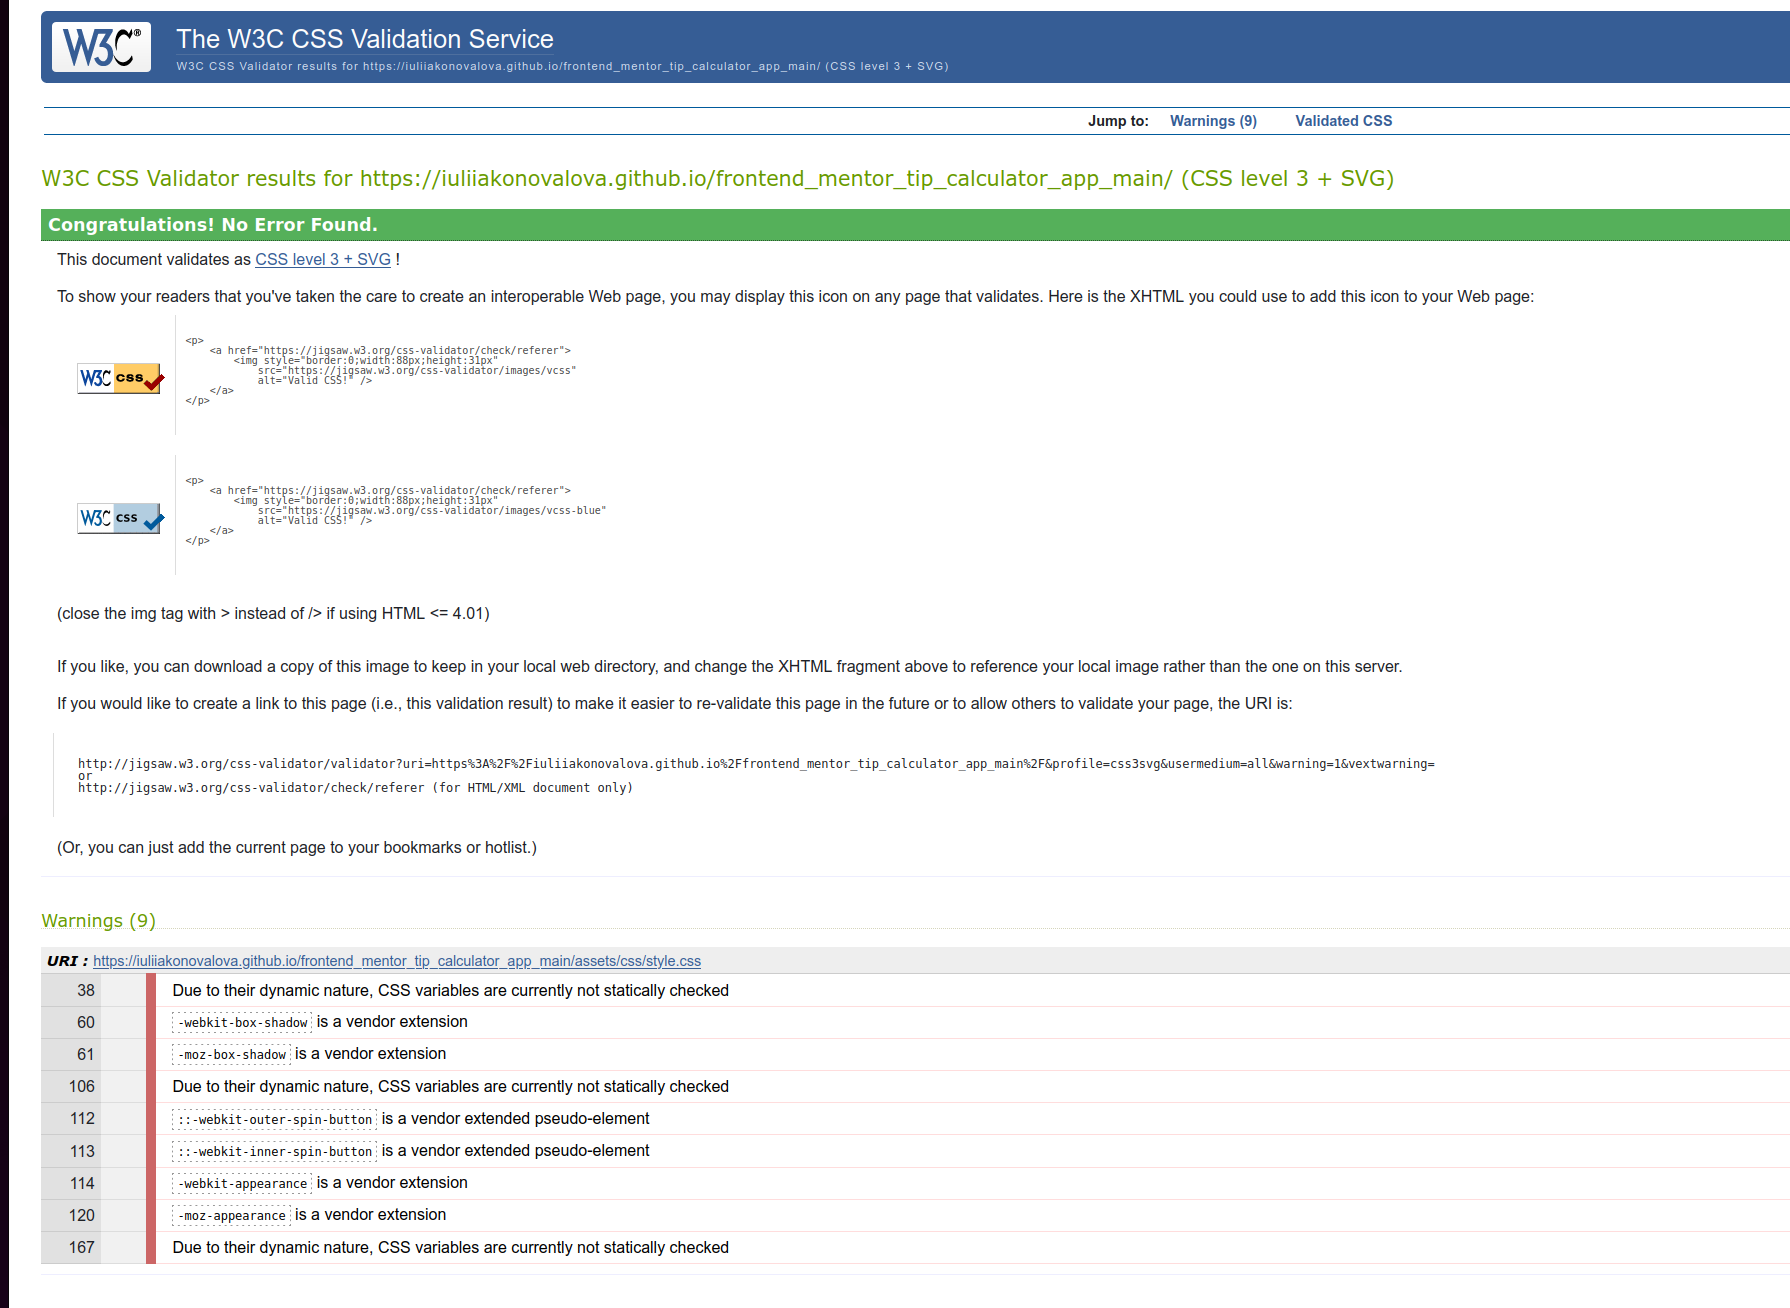 W3C®
The W3C CSS Validation Service
W3C CSS Validator results for https://iuliiakonovalova.github.io/frontend_mentor_tip_calculator_app_main/ (CSS level 3 + SVG)
Jump to: Warnings (9) Validated CSS
W3C CSS Validator results for https://iuliiakonovalova.github.io/frontend_mentor_tip_calculator_app_main/ (CSS level 3 + SVG)
Congratulations! No Error Found.
This document validates as CSS level 3 + SVG !
To show your readers that you've taken the care to create an interoperable Web page, you may display this icon on any page that validates. Here is the XHTML you could use to add this icon to your Web page:
W3C css
<p>
<a href="https://jigsaw.w3.org/css-validator/check/referer">
<img style="border:0;width:88px;height:31px"
src="https://jigsaw.w3.org/css-validator/images/vcss"
alt="Valid CSS!" />
</a>
</p>
W3C css
<p>
<a href="https://jigsaw.w3.org/css-validator/check/referer">
<img style="border:0;width:88px;height:31px"
src="https://jigsaw.w3.org/css-validator/images/vcss-blue"
alt="Valid CSS!" />
</a>
</p>
(close the img tag with > instead of /> if using HTML <= 4.01)
If you like, you can download a copy of this image to keep in your local web directory, and change the XHTML fragment above to reference your local image rather than the one on this server.
If you would like to create a link to this page (i.e., this validation result) to make it easier to re-validate this page in the future or to allow others to validate your page, the URI is:
http://jigsaw.w3.org/css-validator/validator?uri=https%3A%2F%2Fiuliiakonovalova.github.io%2Ffrontend_mentor_tip_calculator_app_main%2F&profile=css3svg&usermedium=all&warning=1&vextwarning=
or
http://jigsaw.w3.org/css-validator/check/referer (for HTML/XML document only)
(Or, you can just add the current page to your bookmarks or hotlist.)
Warnings (9)
URI : https://iuliiakonovalova.github.io/frontend_mentor_tip_calculator_app_main/assets/css/style.css
38 Due to their dynamic nature, CSS variables are currently not statically checked
60 -webkit-box-shadow is a vendor extension
61 -moz-box-shadow is a vendor extension
106 Due to their dynamic nature, CSS variables are currently not statically checked
112 ::-webkit-outer-spin-button is a vendor extended pseudo-element
113 ::-webkit-inner-spin-button is a vendor extended pseudo-element
114 -webkit-appearance is a vendor extension
120 -moz-appearance is a vendor extension
167 Due to their dynamic nature, CSS variables are currently not statically checked